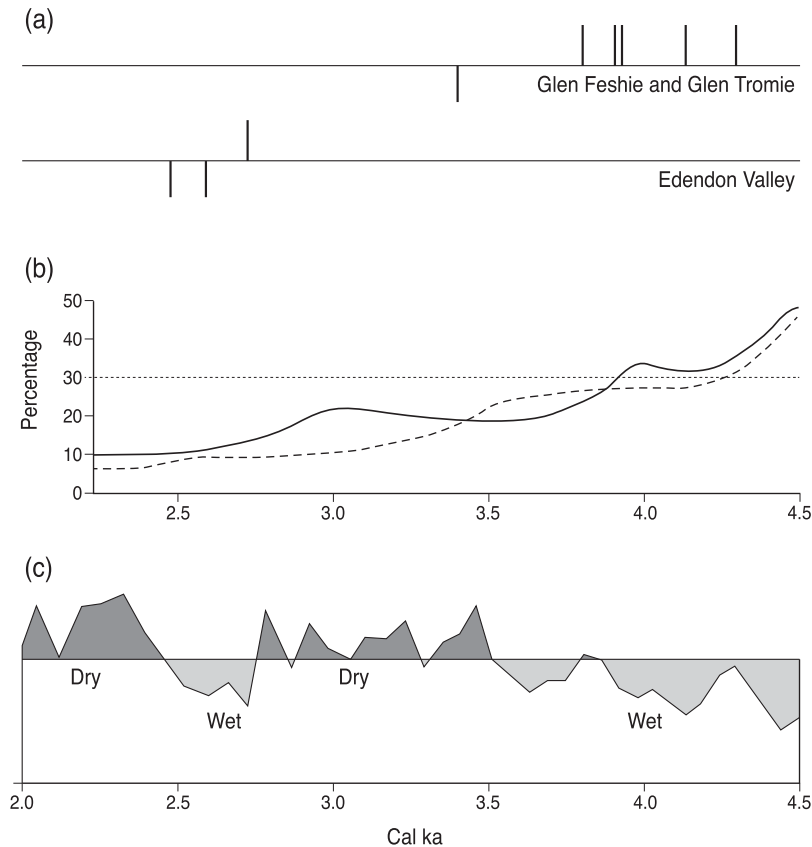 (a)
Glen Feshie and Glen Tromie
Edendon Valley
(b)
Percentage
50
40
30
20
10
0
2.5 3.0 3.5 4.0 4.5
(c)
Dry
Wet
Dry
Wet
2.0 2.5 3.0 3.5 4.0 4.5
Cal ka